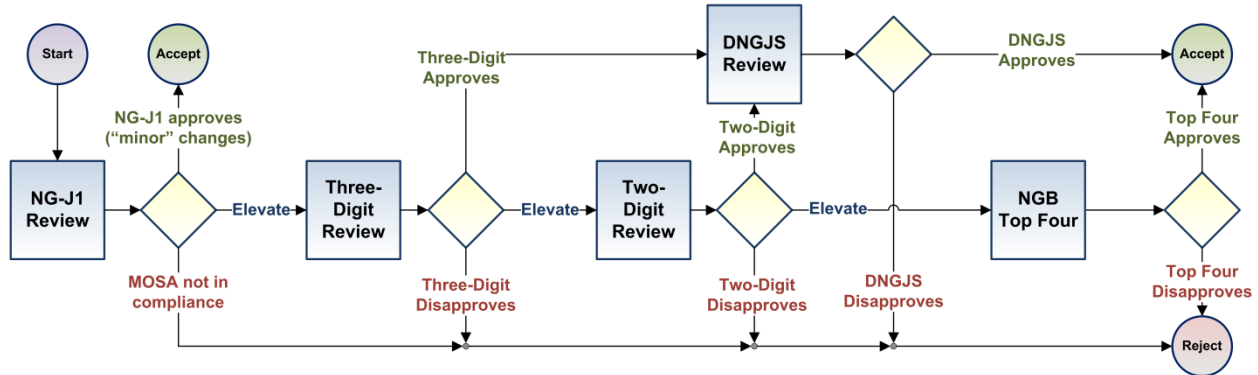 Start
Accept
Three-Digit
Approves
DNGJS
Review
DNGJS
Approves
Accept
NG-J1 approves
(“minor” changes)
Two-Digit
Approves
Top Four
Approves
NG-J1
Review
Elevate
Three-
Digit
Review
Elevate
Two-
Digit
Review
Elevate
NGB
Top Four
MOSA not in
compliance
Three-Digit
Disapproves
Two-Digit
Disapproves
DNGJS
Disapproves
Top Four
Disapproves
Reject